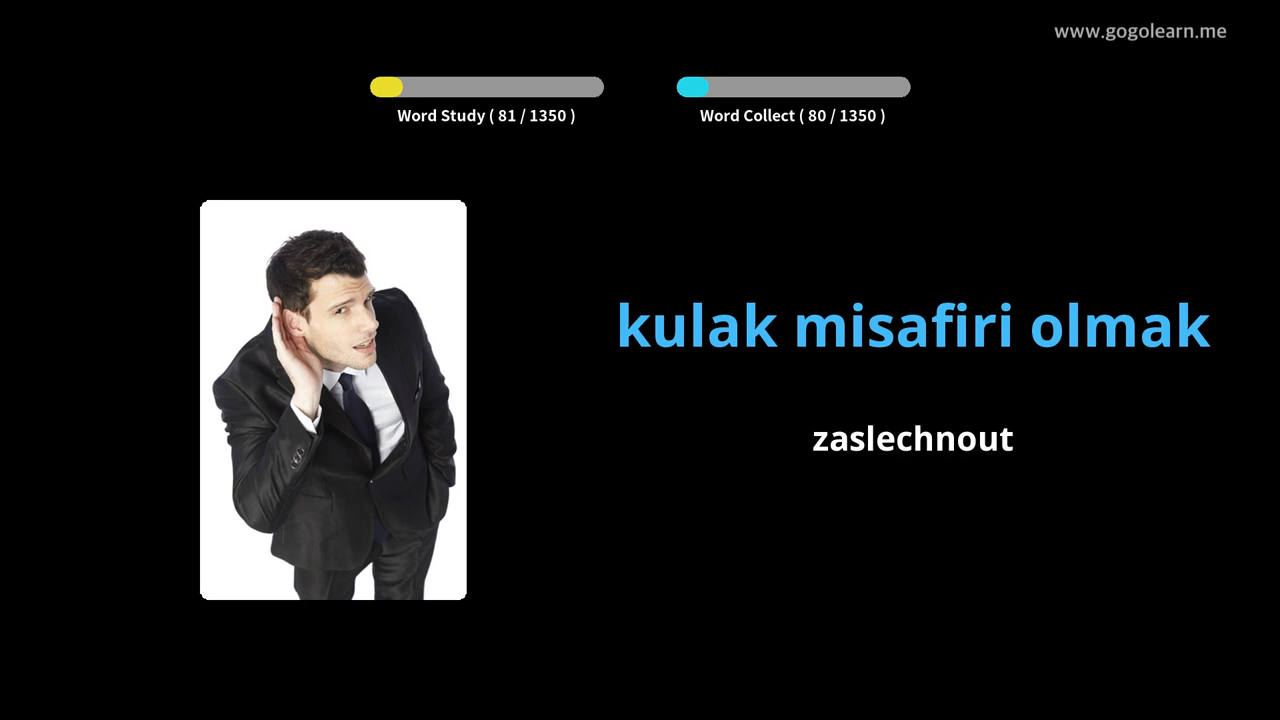 www.gogolearn.me
Word Study ( 81 / 1350 )
Word Collect ( 80 / 1350 )
kulak misafiri olmak
zaslechnout